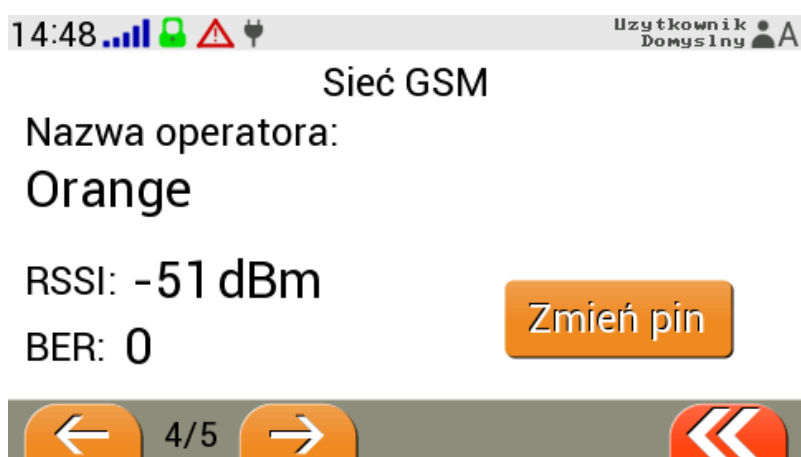 14:48
Uzytkownik
Domyslny
A
Sieć GSM
Nazwa operatora:
Orange
RSSI: -51 dBm
BER: 0
Zmień pin
4/5